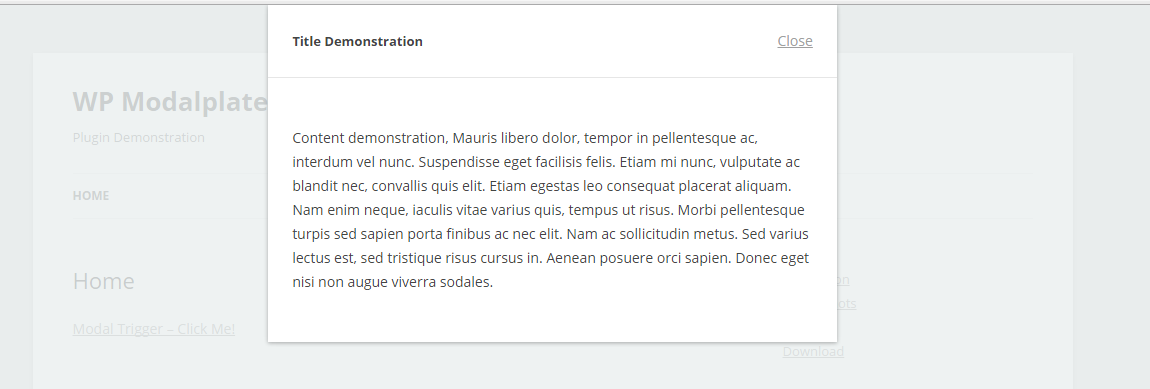 Title Demonstration Close
WP Modalplate
Plugin Demonstration
HOME
Content demonstration, Mauris libero dolor, tempor in pellentesque ac,
interdum vel nunc. Suspendisse eget facilisis felis. Etiam mi nunc, vulputate ac
blandit nec, convallis quis elit. Etiam egestas leo consequat placerat aliquam.
Nam enim neque, iaculis vitae varius quis, tempus ut risus. Morbi pellentesque
turpis sed sapien porta finibus ac nec elit. Nam ac sollicitudin metus. Sed varius
lectus est, sed tristique risus cursus in. Aenean posuere orci sapien. Donec eget
nisi non augue viverra sodales.
Home
Modal Trigger – Click Me!
Download